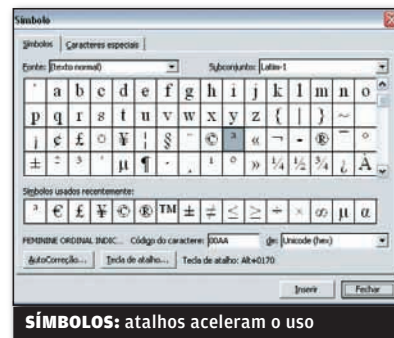 Símbolo
Símbolos Caracteres especiais
Fonte: (texto normal) Subconjunto: Latim-1
` a b c d e f g h i j k l m n o
p q r s t u v w x y z { | } ~
¡ ¢ £ ¤ ¥ ¦ § ¨ © ª « ¬ - ® ¯ °
± ² ³ ´ µ ¶ · ¸ ¹ º » ¼ ½ ¾ ¿ À
Símbolos usados recentemente:
ª € £ ¥ © ® TM ± ≠ ≤ ≥ ÷ × ∞ µ α
FEMININE ORDINAL INDIC... Código do caractere: 00AA de: Unicode (hex)
AutoCorreção... Tecla de atalho... Tecla de atalho: Alt+0170
Inserir Fechar
SÍMBOLOS: atalhos aceleram o uso